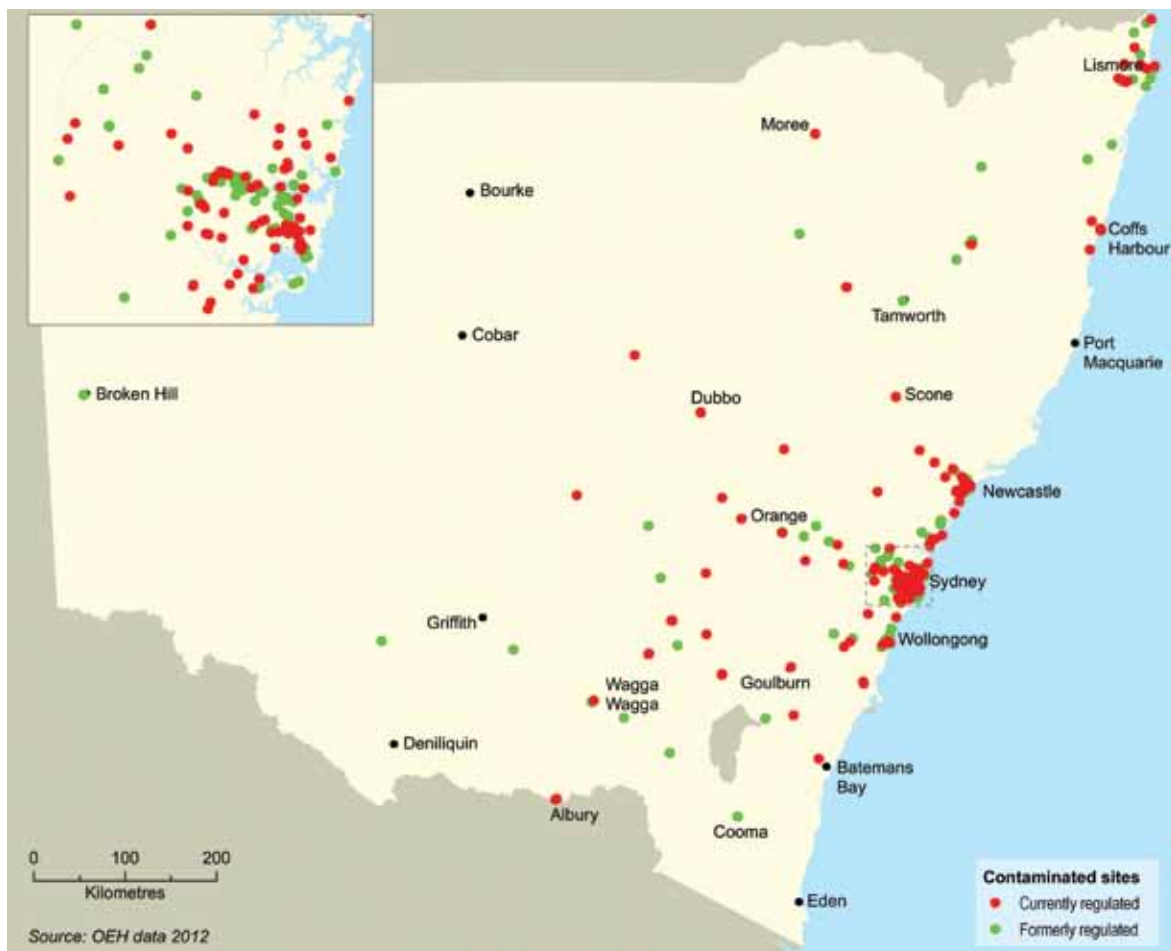 Lismore
Moree
Bourke
Coffs
Harbour
Tamworth
Cobar
Port
Macquarie
Broken Hill
Scone
Dubbo
Newcastle
Orange
Sydney
Griffith
Wollongong
Wagga
Wagga
Goulburn
Deniliquin
Batemans
Bay
Albury
Cooma
0 100 200
Kilometres
Eden
Contaminated sites
Currently regulated
Formerly regulated
Source: OEH data 2012